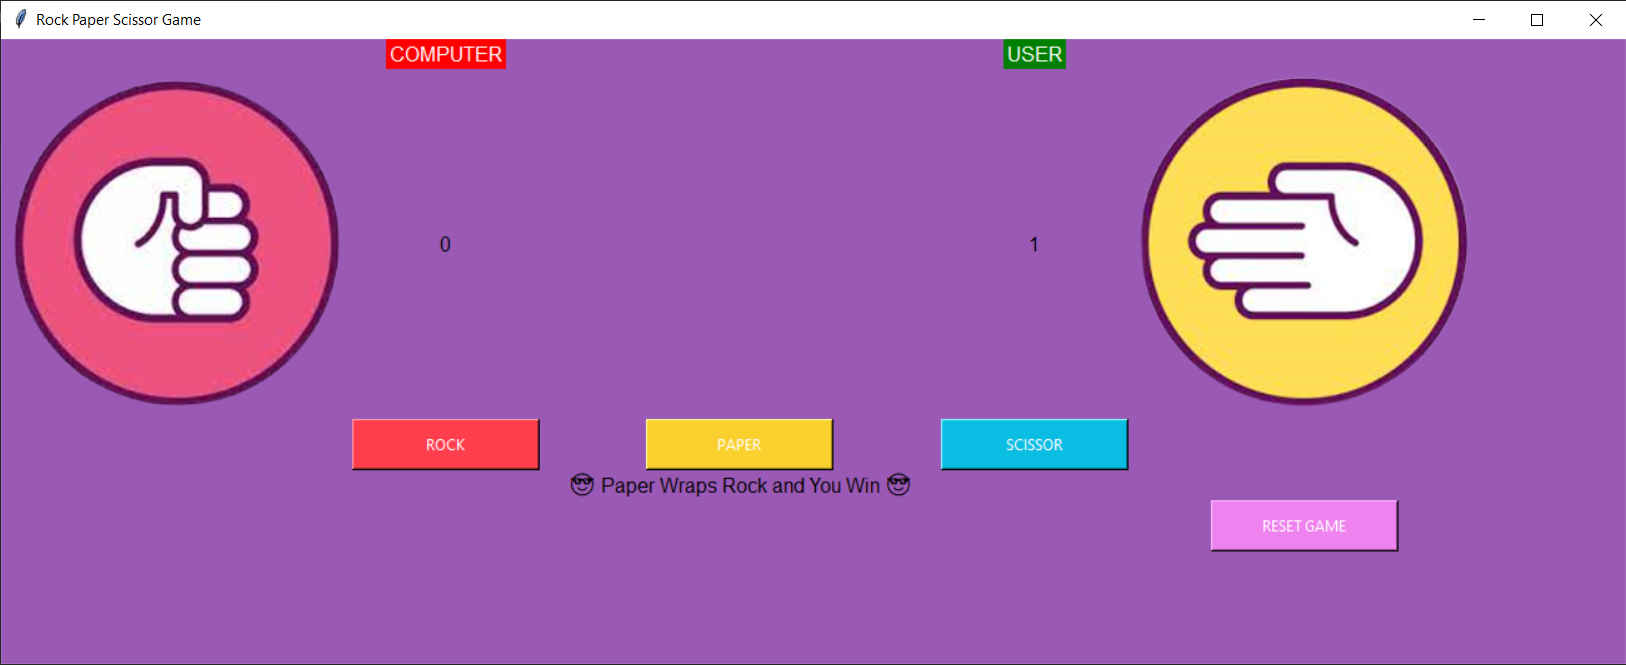 Rock Paper Scissor Game
COMPUTER
USER
0
1
ROCK
PAPER
SCISSOR
😎 Paper Wraps Rock and You Win 😎
RESET GAME